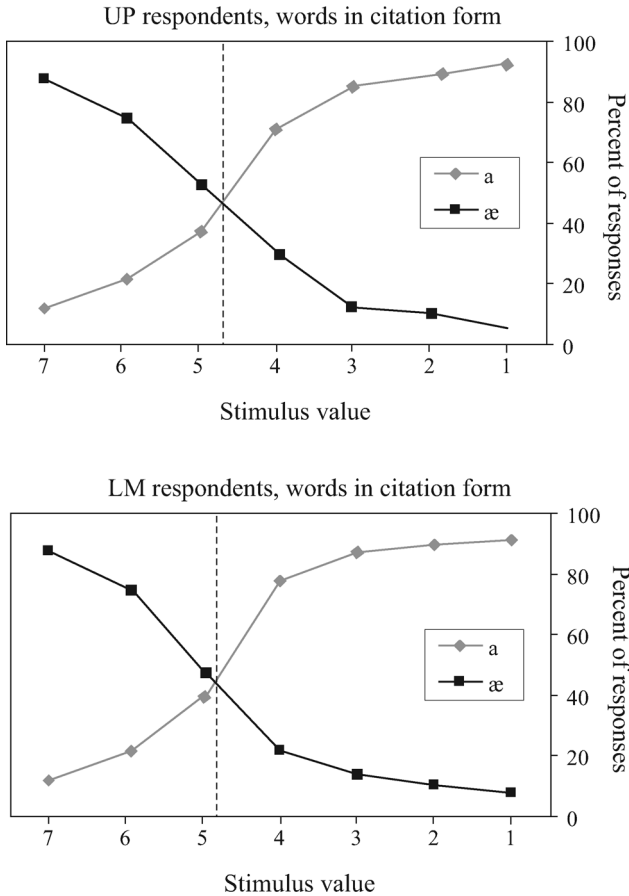 UP respondents, words in citation form
100
80
60
40
20
0
Percent of responses
a
æ
7 6 5 4 3 2 1
Stimulus value
LM respondents, words in citation form
100
80
60
40
20
0
Percent of responses
a
æ
7 6 5 4 3 2 1
Stimulus value